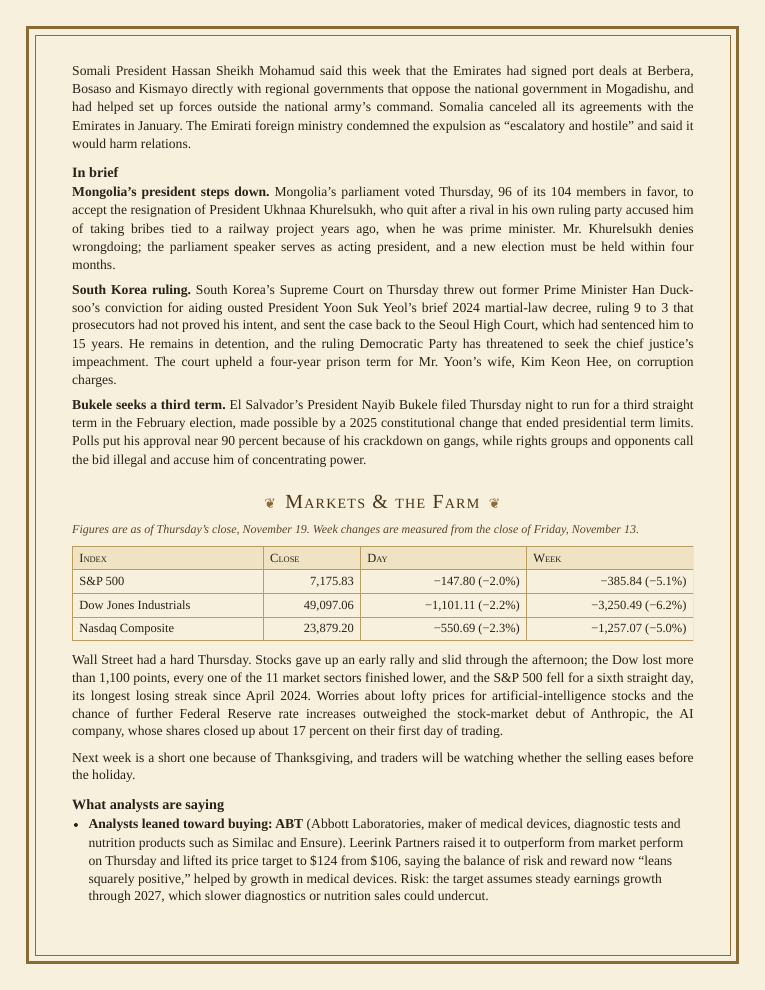 Somali President Hassan Sheikh Mohamud said this week that the Emirates had signed port deals at Berbera,
Bosaso and Kismayo directly with regional governments that oppose the national government in Mogadishu, and
had helped set up forces outside the national army’s command. Somalia canceled all its agreements with the
Emirates in January. The Emirati foreign ministry condemned the expulsion as “escalatory and hostile” and said it
would harm relations.
In brief
Mongolia’s president steps down. Mongolia’s parliament voted Thursday, 96 of its 104 members in favor, to
accept the resignation of President Ukhnaa Khurelsukh, who quit after a rival in his own ruling party accused him
of taking bribes tied to a railway project years ago, when he was prime minister. Mr. Khurelsukh denies
wrongdoing; the parliament speaker serves as acting president, and a new election must be held within four
months.
South Korea ruling. South Korea’s Supreme Court on Thursday threw out former Prime Minister Han Duck-
soo’s conviction for aiding ousted President Yoon Suk Yeol’s brief 2024 martial-law decree, ruling 9 to 3 that
prosecutors had not proved his intent, and sent the case back to the Seoul High Court, which had sentenced him to
15 years. He remains in detention, and the ruling Democratic Party has threatened to seek the chief justice’s
impeachment. The court upheld a four-year prison term for Mr. Yoon’s wife, Kim Keon Hee, on corruption
charges.
Bukele seeks a third term. El Salvador’s President Nayib Bukele filed Thursday night to run for a third straight
term in the February election, made possible by a 2025 constitutional change that ended presidential term limits.
Polls put his approval near 90 percent because of his crackdown on gangs, while rights groups and opponents call
the bid illegal and accuse him of concentrating power.
❦ Markets & the Farm ❦
Figures are as of Thursday’s close, November 19. Week changes are measured from the close of Friday, November 13.
Index Close Day Week
S&P 500 7,175.83 −147.80 (−2.0%) −385.84 (−5.1%)
Dow Jones Industrials 49,097.06 −1,101.11 (−2.2%) −3,250.49 (−6.2%)
Nasdaq Composite 23,879.20 −550.69 (−2.3%) −1,257.07 (−5.0%)
Wall Street had a hard Thursday. Stocks gave up an early rally and slid through the afternoon; the Dow lost more
than 1,100 points, every one of the 11 market sectors finished lower, and the S&P 500 fell for a sixth straight day,
its longest losing streak since April 2024. Worries about lofty prices for artificial-intelligence stocks and the
chance of further Federal Reserve rate increases outweighed the stock-market debut of Anthropic, the AI
company, whose shares closed up about 17 percent on their first day of trading.
Next week is a short one because of Thanksgiving, and traders will be watching whether the selling eases before
the holiday.
What analysts are saying
• Analysts leaned toward buying: ABT (Abbott Laboratories, maker of medical devices, diagnostic tests and
nutrition products such as Similac and Ensure). Leerink Partners raised it to outperform from market perform
on Thursday and lifted its price target to $124 from $106, saying the balance of risk and reward now “leans
squarely positive,” helped by growth in medical devices. Risk: the target assumes steady earnings growth
through 2027, which slower diagnostics or nutrition sales could undercut.